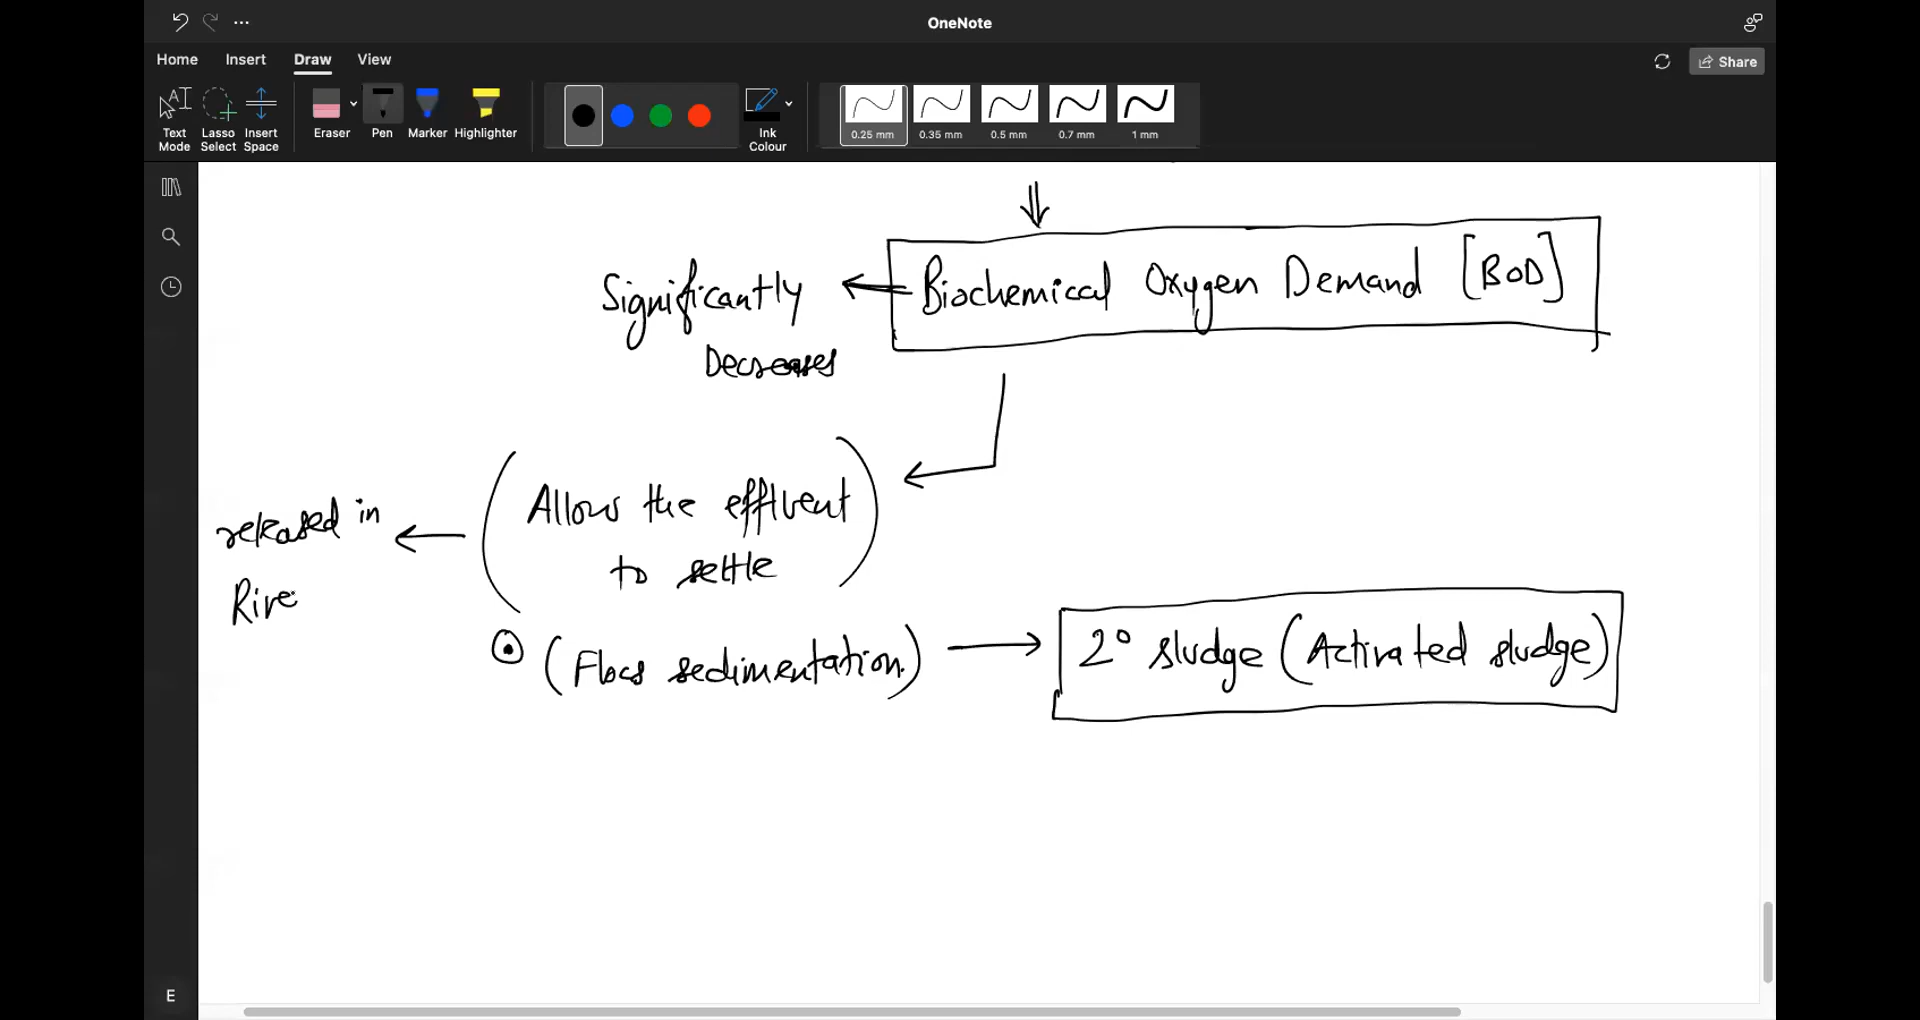 OneNote
Home Insert Draw View
Share
Text Mode
Lasso Select
Insert Space
Eraser
Pen
Marker
Highlighter
Ink Colour
0.25 mm
0.35 mm
0.5 mm
0.7 mm
1 mm
Biochemical Oxygen Demand [BOD]
Significantly
Decreases
Allow the effluent
to settle
released in
Rive
(Flocs sedimentation)
2° sludge (Activated sludge)
E